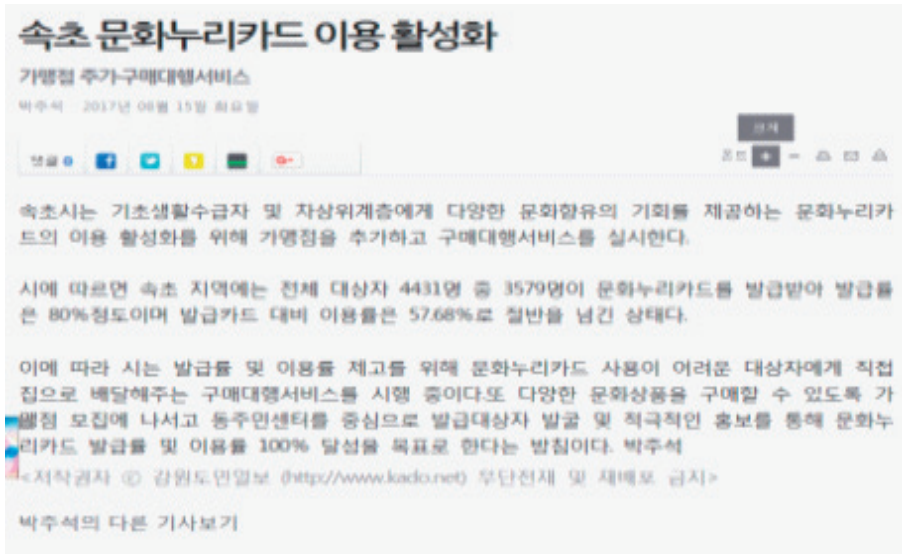 속초 문화누리카드 이용 활성화
가맹점 추가·구매대행서비스
박주석 2017년 08월 15일 화요일
크게
댓글 0
폰트 + -
속초시는 기초생활수급자 및 차상위계층에게 다양한 문화향유의 기회를 제공하는 문화누리카
드의 이용 활성화를 위해 가맹점을 추가하고 구매대행서비스를 실시한다.
시에 따르면 속초 지역에는 전체 대상자 4431명 중 3579명이 문화누리카드를 발급받아 발급률
은 80%정도이며 발급카드 대비 이용률은 57.68%로 절반을 넘긴 상태다.
이에 따라 시는 발급률 및 이용률 제고를 위해 문화누리카드 사용이 어려운 대상자에게 직접
집으로 배달해주는 구매대행서비스를 시행 중이다.또 다양한 문화상품을 구매할 수 있도록 가
맹점 모집에 나서고 동주민센터를 중심으로 발급대상자 발굴 및 적극적인 홍보를 통해 문화누
리카드 발급률 및 이용률 100% 달성을 목표로 한다는 방침이다. 박주석
<저작권자 ⓒ 강원도민일보 (http://www.kado.net) 무단전재 및 재배포 금지>
박주석의 다른 기사보기